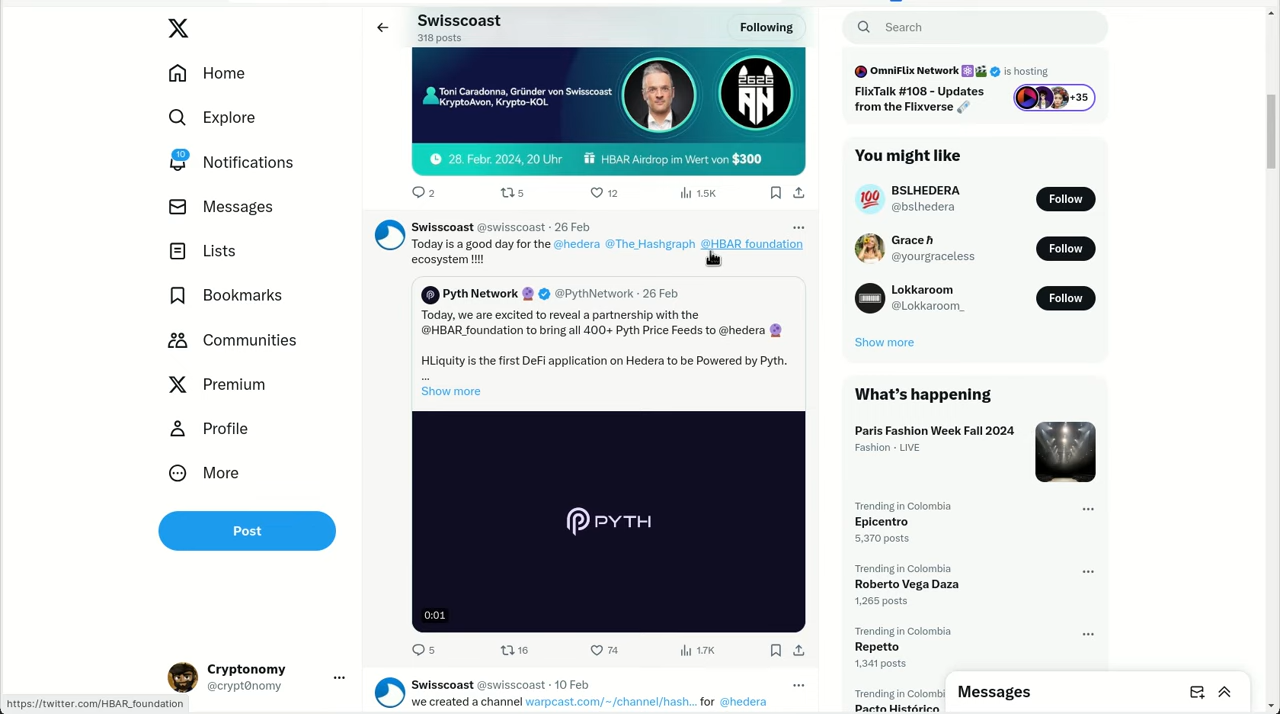 Home
Explore
10
Notifications
Messages
Lists
Bookmarks
Communities
Premium
Profile
More
Post
Cryptonomy
@crypt0nomy
https://twitter.com/HBAR_foundation
Swisscoast
318 posts
Following
Toni Caradonna, Gründer von Swisscoast
KryptoAvon, Krypto-KOL
2626
28. Febr. 2024, 20 Uhr
HBAR Airdrop im Wert von $300
2 5 12 1.5K
Swisscoast @swisscoast · 26 Feb
Today is a good day for the @hedera @The_Hashgraph @HBAR_foundation
ecosystem !!!!
Pyth Network @PythNetwork · 26 Feb
Today, we are excited to reveal a partnership with the
@HBAR_foundation to bring all 400+ Pyth Price Feeds to @hedera
HLiquity is the first DeFi application on Hedera to be Powered by Pyth.
...
Show more
PYTH
0:01
5 16 74 1.7K
Swisscoast @swisscoast · 10 Feb
we created a channel warpcast.com/~/channel/hash... for @hedera
Search
OmniFlix Network is hosting
FlixTalk #108 - Updates
from the Flixverse
+35
You might like
100
BSLHEDERA
@bslhedera
Follow
Grace ℏ
@yourgraceless
Follow
Lokkaroom
@Lokkaroom_
Follow
Show more
What’s happening
Paris Fashion Week Fall 2024
Fashion · LIVE
Trending in Colombia
Epicentro
5,370 posts
Trending in Colombia
Roberto Vega Daza
1,265 posts
Trending in Colombia
Repetto
1,341 posts
Trending in Colombia
Pacto Histórico
Messages